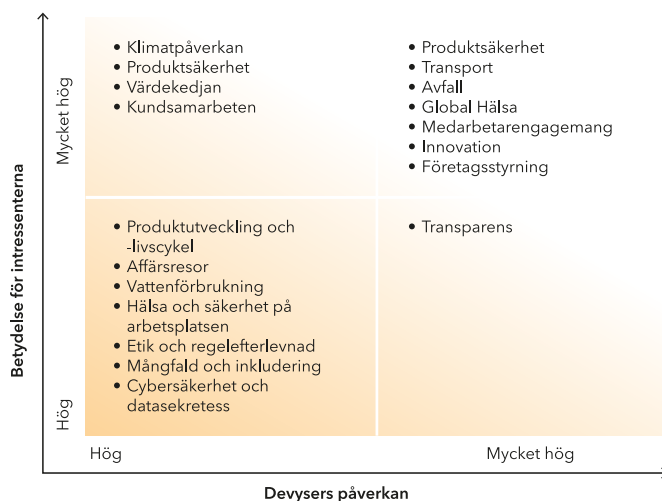 Betydelse för intressenterna
Mycket hög
Hög
• Klimatpåverkan
• Produktsäkerhet
• Värdekedjan
• Kundsamarbeten
• Produktsäkerhet
• Transport
• Avfall
• Global Hälsa
• Medarbetarengagemang
• Innovation
• Företagsstyrning
• Produktutveckling och
-livscykel
• Affärsresor
• Vattenförbrukning
• Hälsa och säkerhet på
arbetsplatsen
• Etik och regelefterlevnad
• Mångfald och inkludering
• Cybersäkerhet och
datasekretess
• Transparens
Hög
Mycket hög
Devysers påverkan